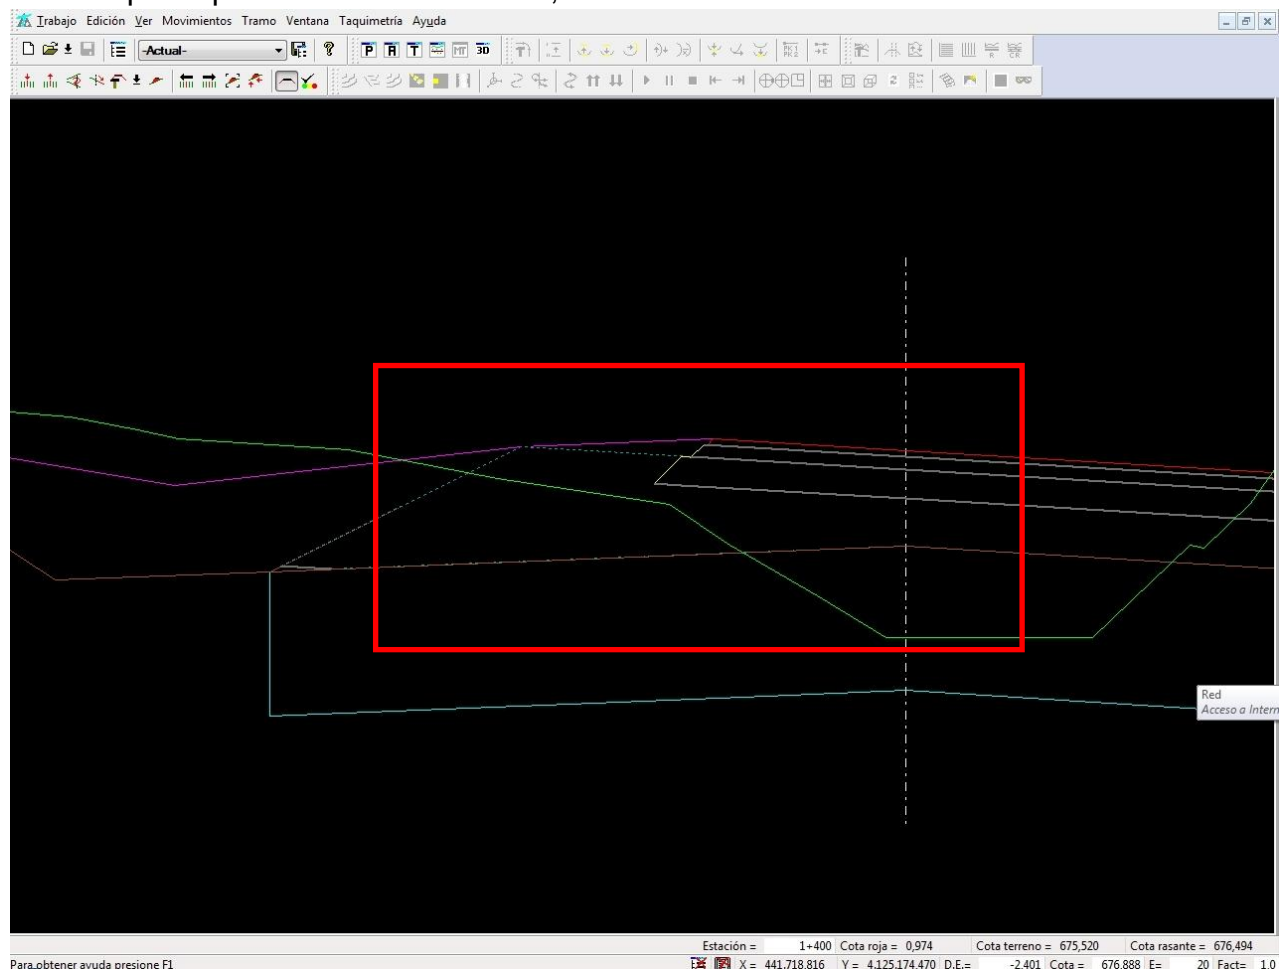 Trabajo Edición Ver Movimientos Tramo Ventana Taquimetría Ayuda
-Actual- P A T MT 3D
Red
Acceso a Intern
Estación = 1+400 Cota roja = 0,974 Cota terreno = 675,520 Cota rasante = 676,494
Para obtener ayuda presione F1 X = 441.718.816 Y = 4.125.174.470 D.E.= -2.401 Cota = 676.888 E= 20 Fact= 1.0